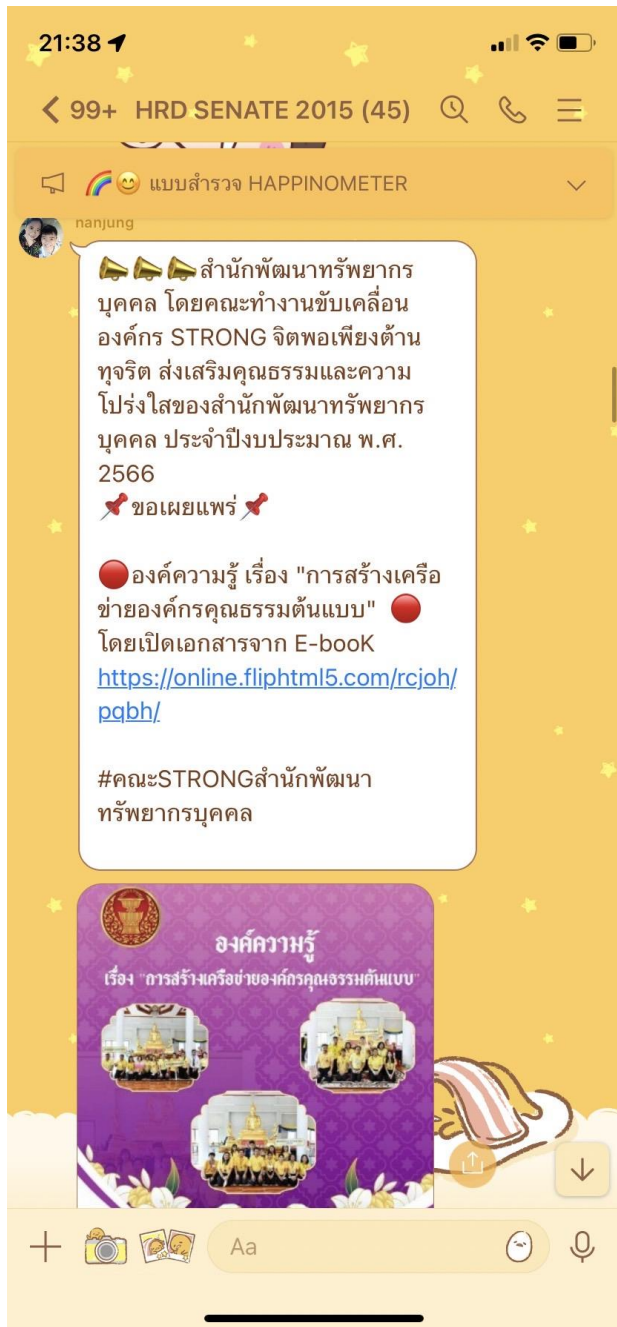 21:38
99+ HRD SENATE 2015 (45)
แบบสำรวจ HAPPINOMETER
nanjung
สำนักพัฒนาทรัพยากร
บุคคล โดยคณะทำงานขับเคลื่อน
องค์กร STRONG จิตพอเพียงต้าน
ทุจริต ส่งเสริมคุณธรรมและความ
โปร่งใสของสำนักพัฒนาทรัพยากร
บุคคล ประจำปีงบประมาณ พ.ศ.
2566
ขอเผยแพร่
องค์ความรู้ เรื่อง "การสร้างเครือ
ข่ายองค์กรคุณธรรมต้นแบบ"
โดยเปิดเอกสารจาก E-booK
https://online.fliphtml5.com/rcjoh/
pqbh/
#คณะSTRONGสำนักพัฒนา
ทรัพยากรบุคคล
องค์ความรู้
เรื่อง "การสร้างเครือข่ายองค์กรคุณธรรมต้นแบบ"
Aa